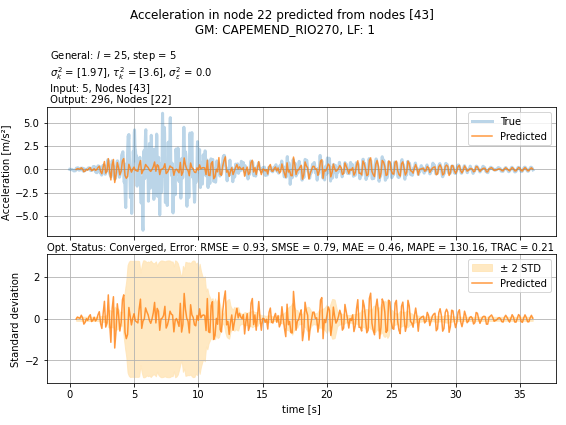 Acceleration in node 22 predicted from nodes [43]
GM: CAPEMEND_RIO270, LF: 1
General: l = 25, step = 5
σ²ₖ = [1.97], τ²ₖ = [3.6], σ²ε = 0.0
Input: 5, Nodes [43]
Output: 296, Nodes [22]
Acceleration [m/s²]
5.0
2.5
0.0
−2.5
−5.0
True
Predicted
Opt. Status: Converged, Error: RMSE = 0.93, SMSE = 0.79, MAE = 0.46, MAPE = 130.16, TRAC = 0.21
Standard deviation
2
0
−2
± 2 STD
Predicted
0 5 10 15 20 25 30 35
time [s]